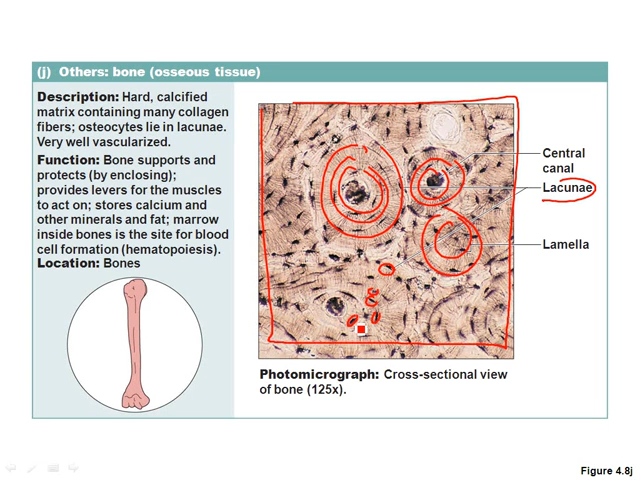 (j) Others: bone (osseous tissue)
Description: Hard, calcified
matrix containing many collagen
fibers; osteocytes lie in lacunae.
Very well vascularized.
Function: Bone supports and
protects (by enclosing);
provides levers for the muscles
to act on; stores calcium and
other minerals and fat; marrow
inside bones is the site for blood
cell formation (hematopoiesis).
Location: Bones
Central
canal
Lacunae
Lamella
Photomicrograph: Cross-sectional view
of bone (125x).
Figure 4.8j